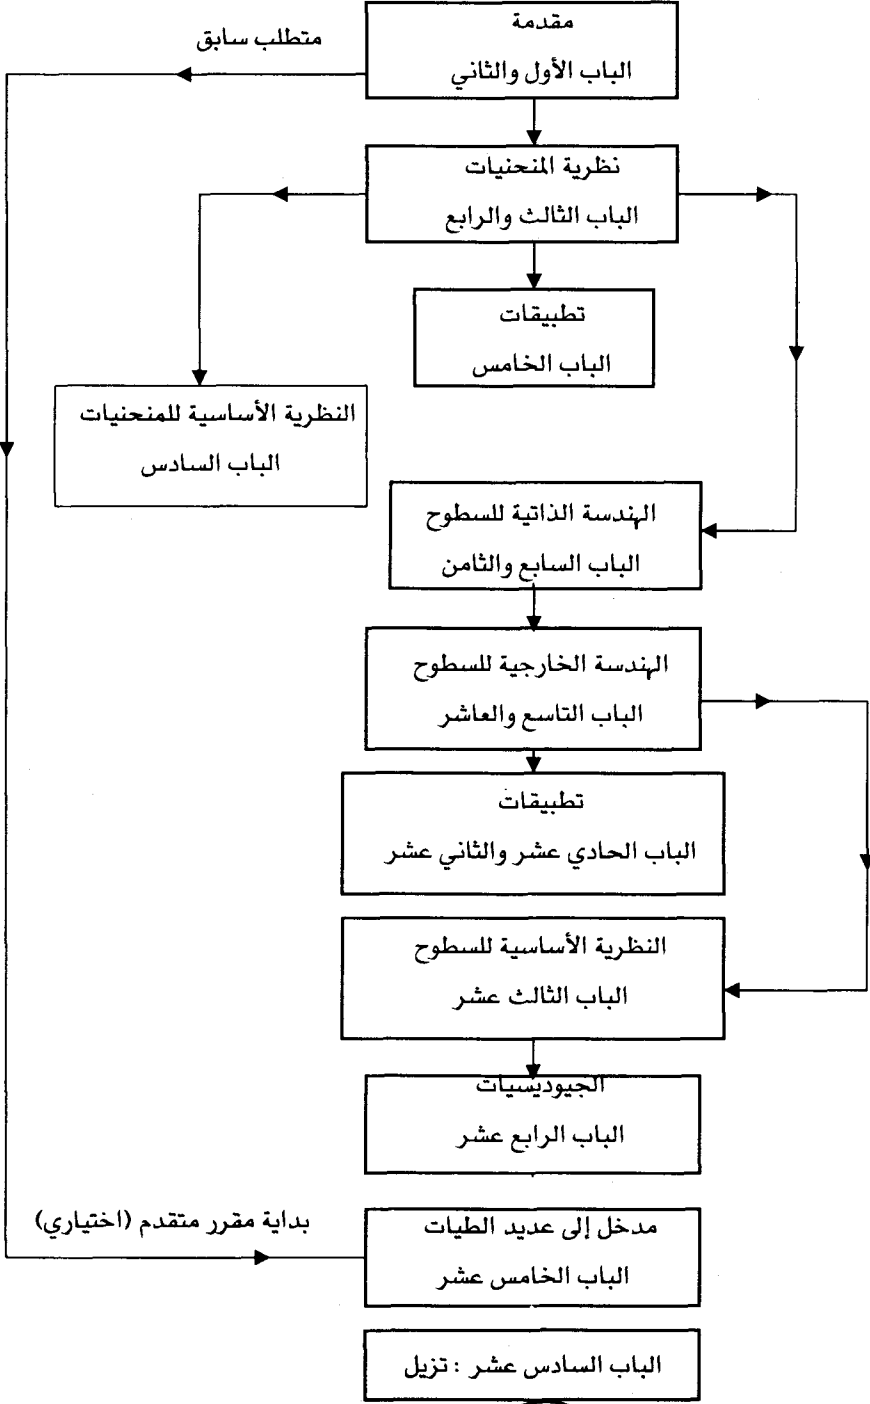 مقدمة
متطلب سابق
الباب الأول والثاني
نظرية المنحنيات
الباب الثالث والرابع
تطبيقات
الباب الخامس
النظرية الأساسية للمنحنيات
الباب السادس
الهندسة الذاتية للسطوح
الباب السابع والثامن
الهندسة الخارجية للسطوح
الباب التاسع والعاشر
تطبيقات
الباب الحادي عشر والثاني عشر
النظرية الأساسية للسطوح
الباب الثالث عشر
الجيوديسيات
الباب الرابع عشر
بداية مقرر متقدم (اختياري)
مدخل إلى عديد الطيات
الباب الخامس عشر
الباب السادس عشر : تزيل